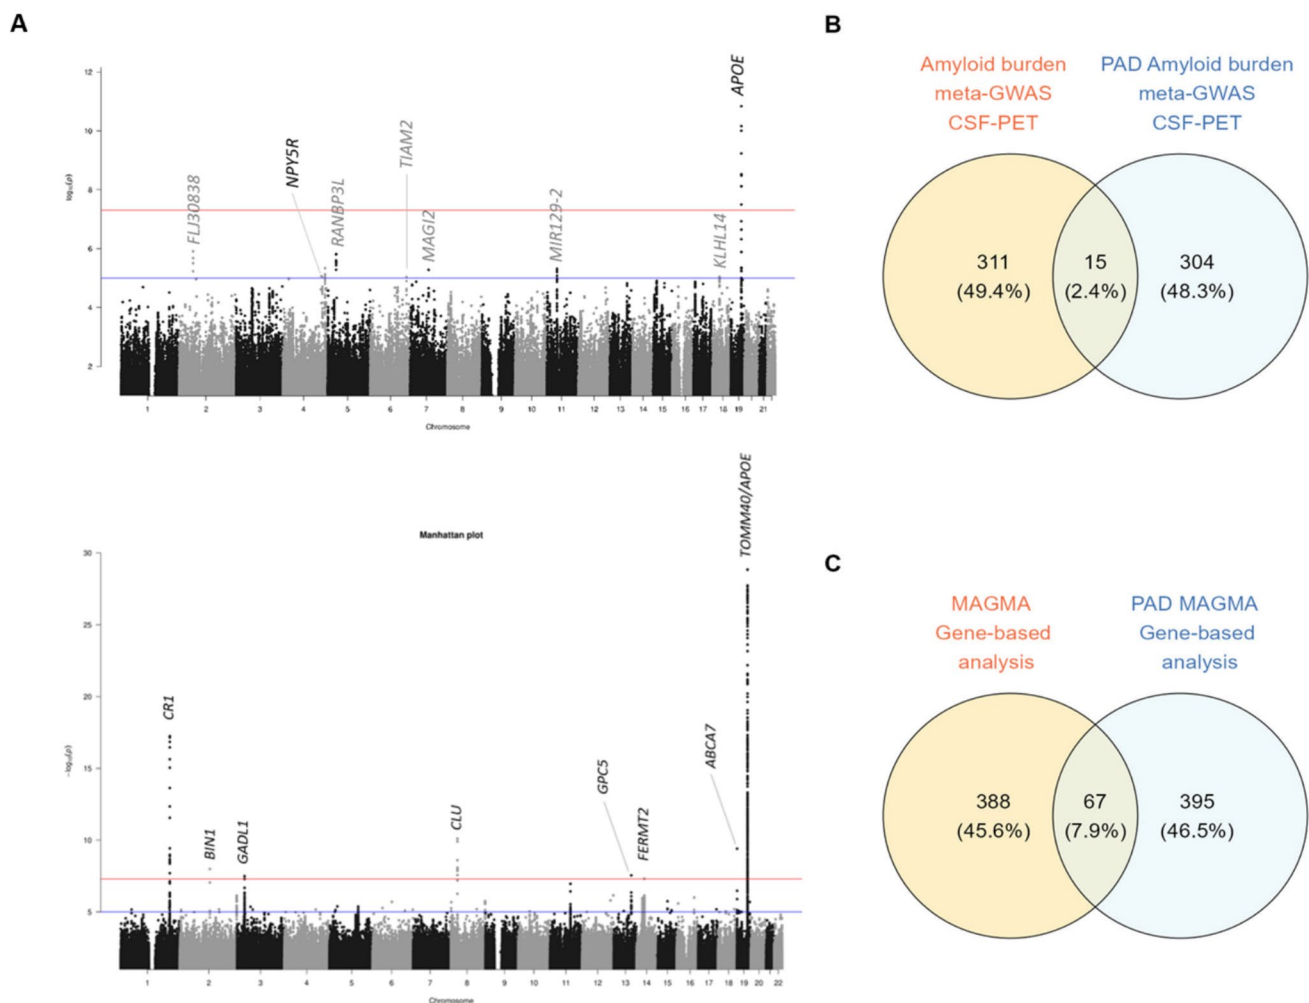 A
12
10
8
6
4
2
log₁₀(p)
FLJ30838
NPY5R
RANBP3L
TIAM2
MAGI2
MIR129-2
KLHL14
APOE
1 2 3 4 5 6 7 8 9 10 11 12 13 14 15 16 17 18 19 21
Chromosome
Manhattan plot
30
25
20
15
10
5
-log₁₀(p)
CR1
BIN1
GADL1
CLU
GPC5
FERMT2
ABCA7
TOMM40/APOE
1 2 3 4 5 6 7 8 9 10 11 12 13 14 15 16 17 18 19 20 22
Chromosome
B
Amyloid burden
meta-GWAS
CSF-PET
PAD Amyloid burden
meta-GWAS
CSF-PET
311
(49.4%)
15
(2.4%)
304
(48.3%)
C
MAGMA
Gene-based
analysis
PAD MAGMA
Gene-based
analysis
388
(45.6%)
67
(7.9%)
395
(46.5%)